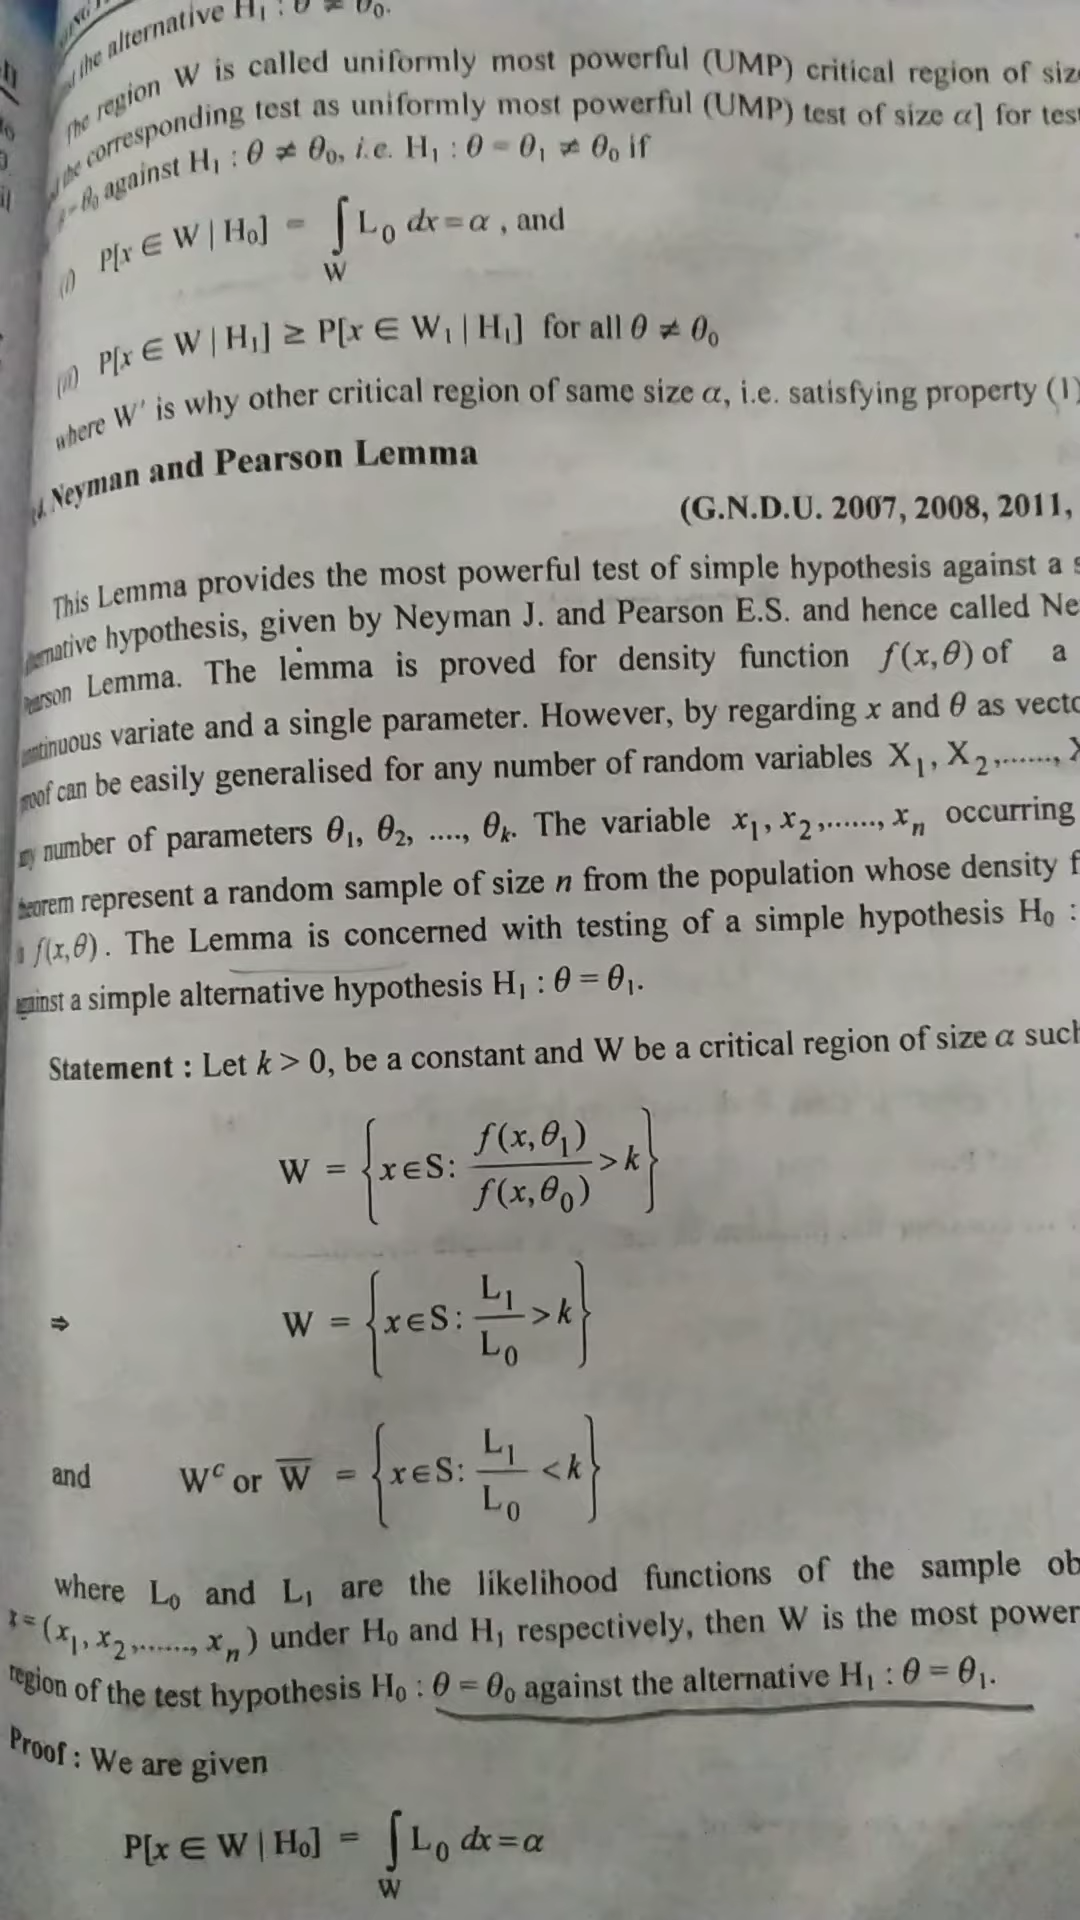 the alternative H₁ : θ ≠ θ₀.
The region W is called uniformly most powerful (UMP) critical region of size
the corresponding test as uniformly most powerful (UMP) test of size α] for test
θ₀ against H₁ : θ ≠ θ₀, i.e. H₁ : θ = θ₁ ≠ θ₀ if
(i) P[x ∈ W | H₀] = ∫_W L₀ dx = α , and
(ii) P[x ∈ W | H₁] ≥ P[x ∈ W₁ | H₁] for all θ ≠ θ₀
where W′ is why other critical region of same size α, i.e. satisfying property (1)
Neyman and Pearson Lemma
(G.N.D.U. 2007, 2008, 2011,
This Lemma provides the most powerful test of simple hypothesis against a s
ternative hypothesis, given by Neyman J. and Pearson E.S. and hence called Ne
Pearson Lemma. The lemma is proved for density function f(x,θ) of a
ontinuous variate and a single parameter. However, by regarding x and θ as vecto
roof can be easily generalised for any number of random variables X₁, X₂,......., X
ny number of parameters θ₁, θ₂, ...., θₖ. The variable x₁, x₂,......, xₙ occurring
heorem represent a random sample of size n from the population whose density f
f(x,θ). The Lemma is concerned with testing of a simple hypothesis H₀ :
against a simple alternative hypothesis H₁ : θ = θ₁.
Statement : Let k > 0, be a constant and W be a critical region of size α such
W = {x∈S: f(x,θ₁)/f(x,θ₀) > k}
⇒ W = {x∈S: L₁/L₀ > k}
and Wᶜ or W̅ = {x∈S: L₁/L₀ < k}
where L₀ and L₁ are the likelihood functions of the sample ob
x = (x₁, x₂,......., xₙ) under H₀ and H₁ respectively, then W is the most power
region of the test hypothesis H₀ : θ = θ₀ against the alternative H₁ : θ = θ₁.
Proof : We are given
P[x ∈ W | H₀] = ∫_W L₀ dx = α